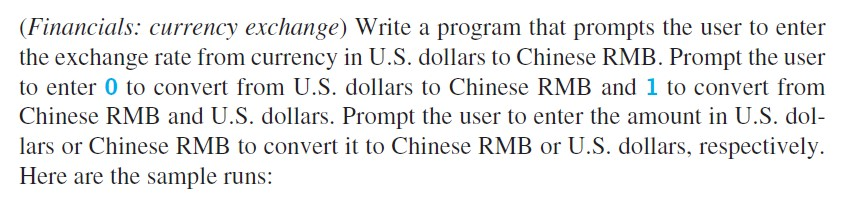 (Financials: currency exchange) Write a program that prompts the user to enter
the exchange rate from currency in U.S. dollars to Chinese RMB. Prompt the user
to enter 0 to convert from U.S. dollars to Chinese RMB and 1 to convert from
Chinese RMB and U.S. dollars. Prompt the user to enter the amount in U.S. dol-
lars or Chinese RMB to convert it to Chinese RMB or U.S. dollars, respectively.
Here are the sample runs: